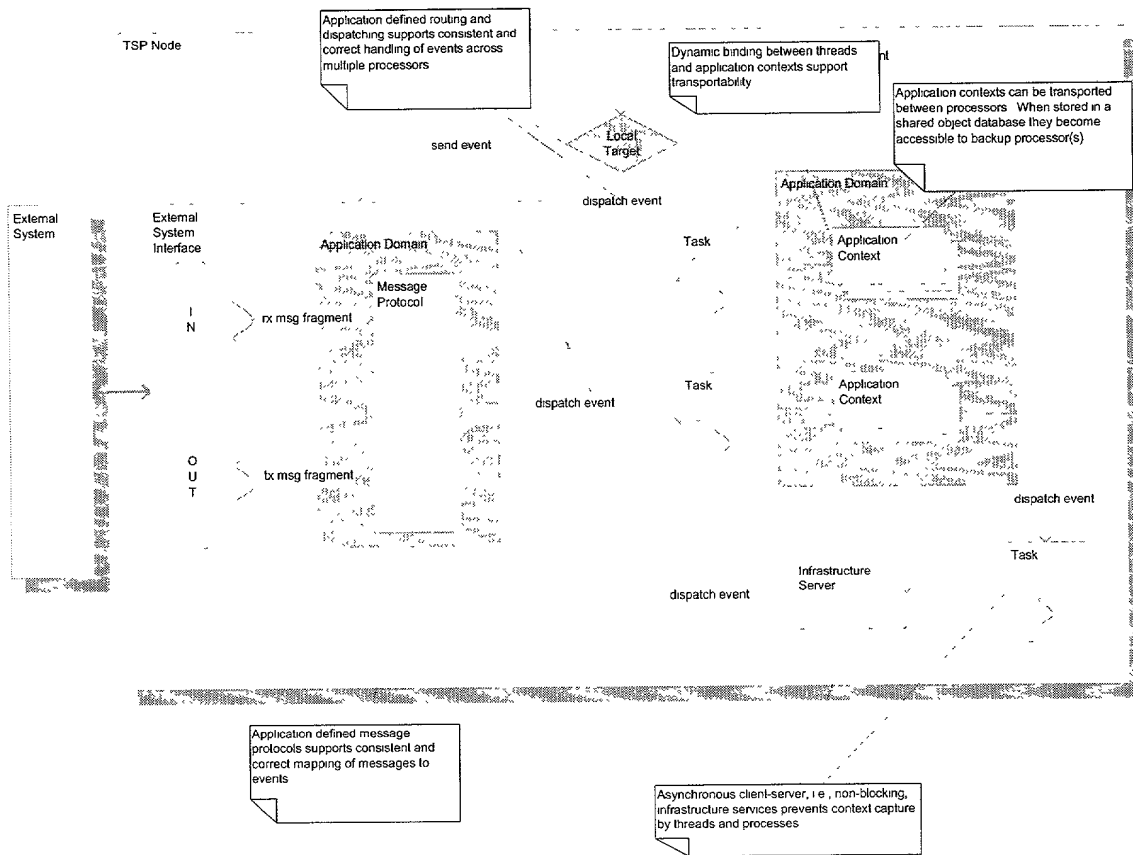 Application defined routing and
dispatching supports consistent and
correct handling of events across
multiple processors
TSP Node
Dynamic binding between threads
and application contexts support
transportability
nt
Application contexts can be transported
between processors When stored in a
shared object database they become
accessible to backup processor(s)
send event
Local
Target
dispatch event
Application Domain
External
System
External
System
Interface
Application Domain
Task
Application
Context
Message
Protocol
I
N
rx msg fragment
Task
Application
Context
dispatch event
O
U
T
tx msg fragment
dispatch event
Task
Infrastructure
Server
dispatch event
Application defined message
protocols supports consistent and
correct mapping of messages to
events
Asynchronous client-server, i e , non-blocking,
infrastructure services prevents context capture
by threads and processes